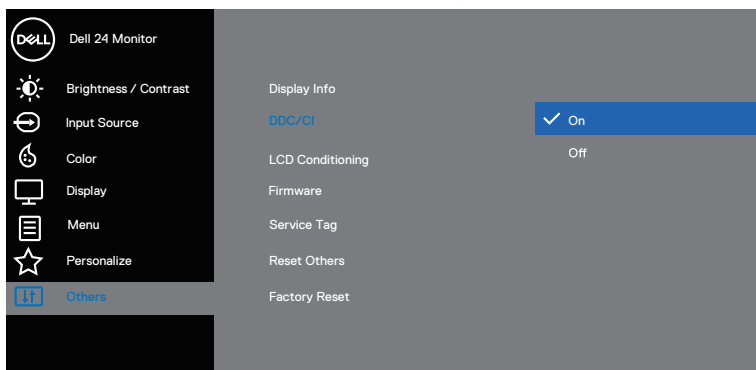 DELL
Dell 24 Monitor
Brightness / Contrast
Input Source
Color
Display
Menu
Personalize
Others
Display Info
DDC/CI
LCD Conditioning
Firmware
Service Tag
Reset Others
Factory Reset
On
Off